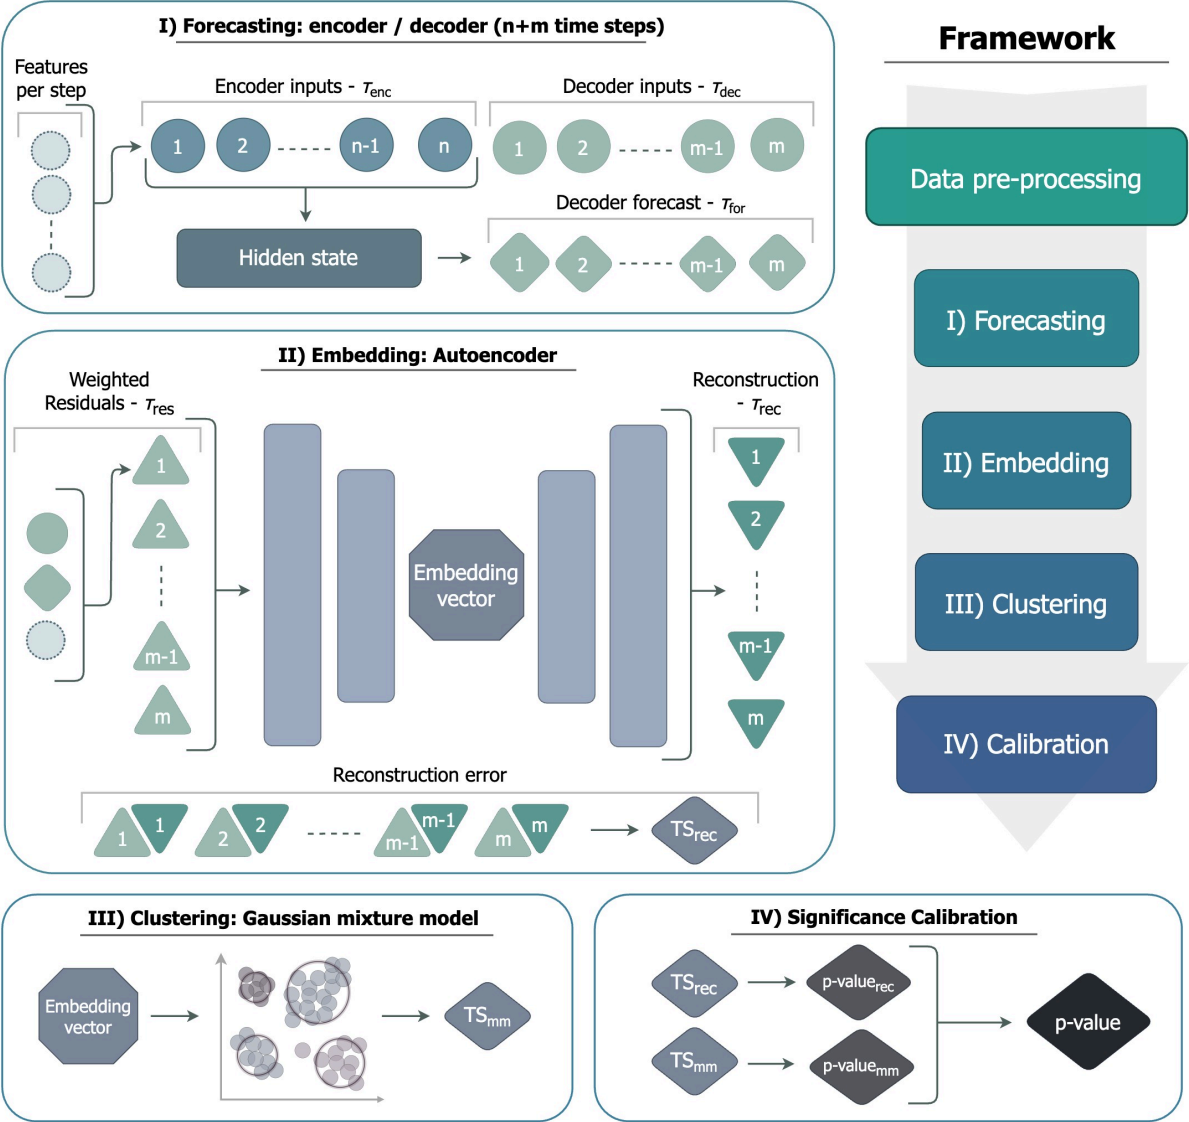 I) Forecasting: encoder / decoder (n+m time steps)
Features
per step
Encoder inputs - τenc
Decoder inputs - τdec
1 2 n-1 n
1 2 m-1 m
Decoder forecast - τfor
Hidden state
1 2 m-1 m
II) Embedding: Autoencoder
Weighted
Residuals - τres
1
2
m-1
m
Embedding
vector
Reconstruction
- τrec
1
2
m-1
m
Reconstruction error
1 1 2 2 m-1 m-1 m m
TSrec
III) Clustering: Gaussian mixture model
Embedding
vector
TSmm
IV) Significance Calibration
TSrec
p-valuerec
TSmm
p-valuemm
p-value
Framework
Data pre-processing
I) Forecasting
II) Embedding
III) Clustering
IV) Calibration